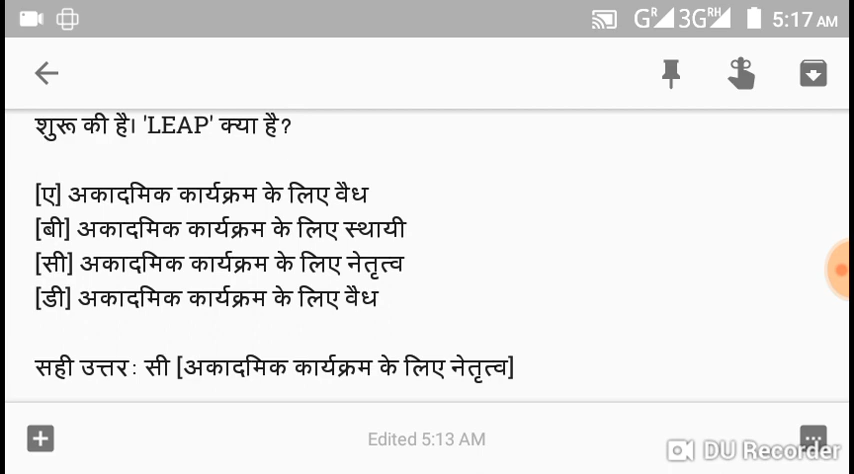 GR 3G RH 5:17 AM
शुरू की है। 'LEAP' क्या है?
[ए] अकादमिक कार्यक्रम के लिए वैध
[बी] अकादमिक कार्यक्रम के लिए स्थायी
[सी] अकादमिक कार्यक्रम के लिए नेतृत्व
[डी] अकादमिक कार्यक्रम के लिए वैध
सही उत्तर: सी [अकादमिक कार्यक्रम के लिए नेतृत्व]
Edited 5:13 AM
DU Recorder